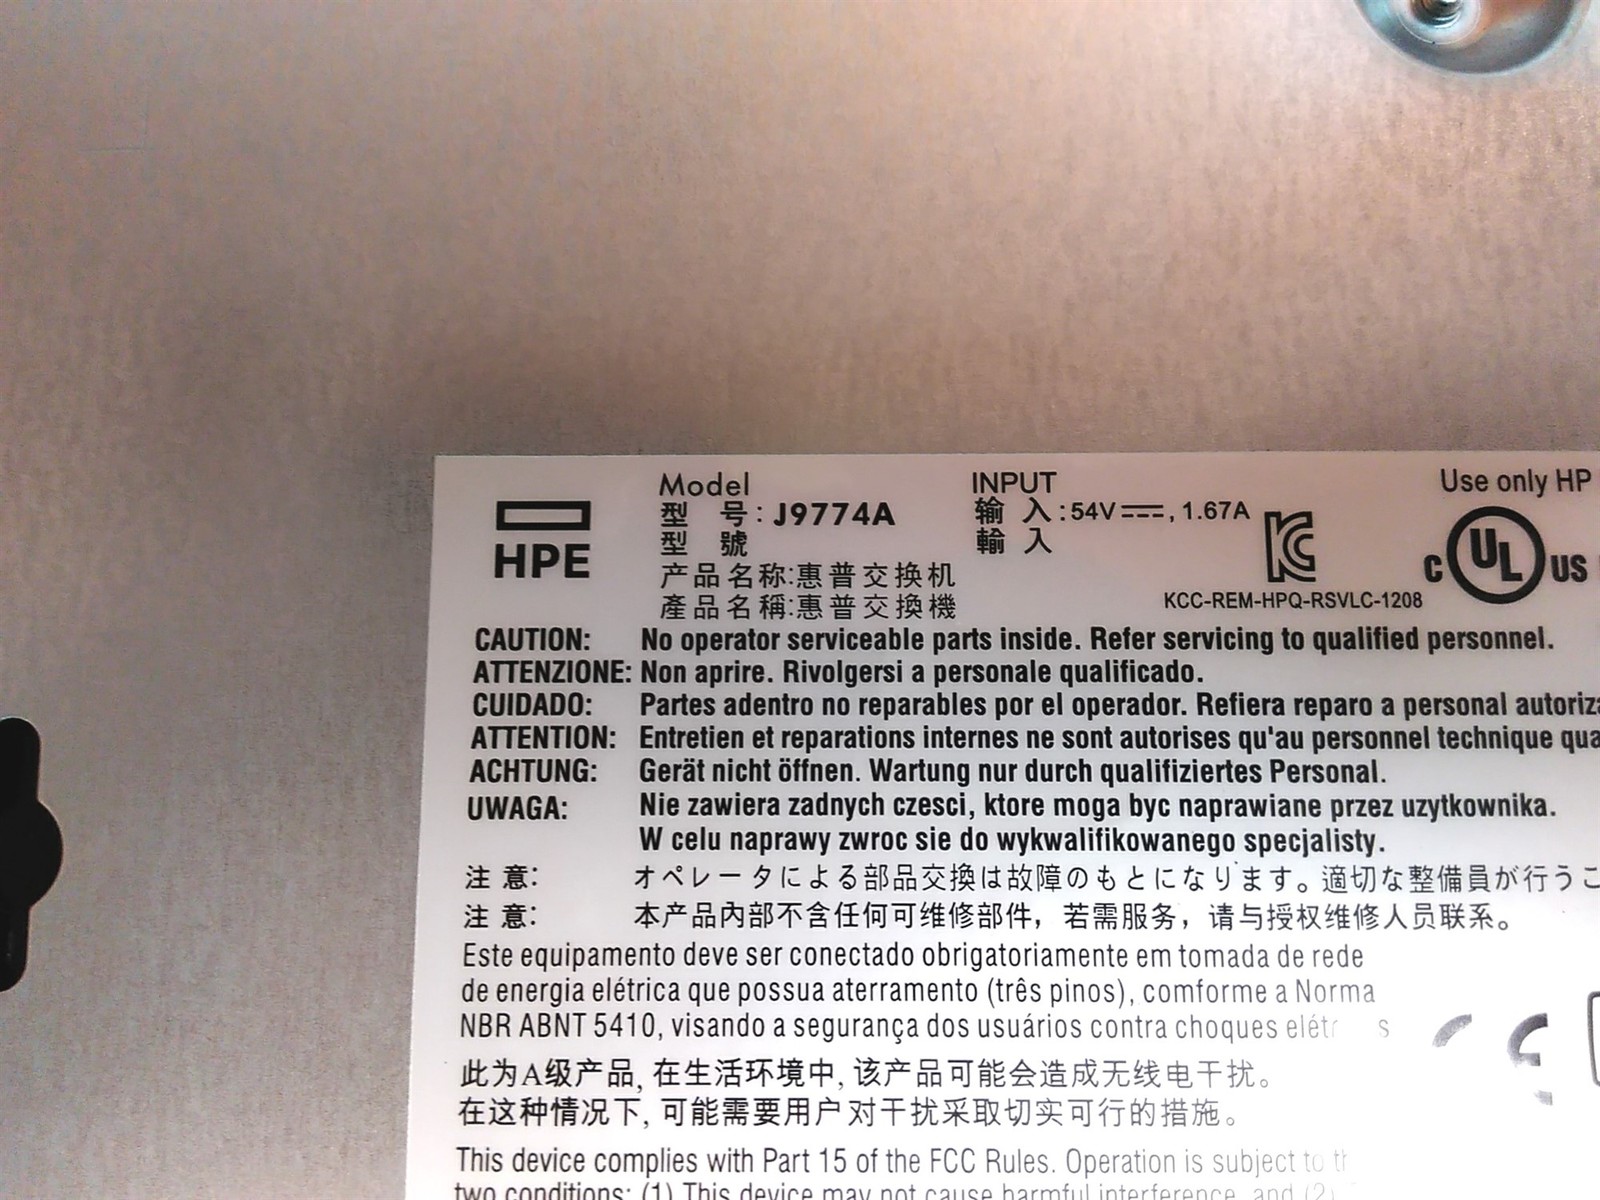 HPE
Model
型 号: J9774A
型 號
产品名称:惠普交换机
產品名稱:惠普交換機
INPUT
输 入:54V⎓, 1.67A
輸 入
KCC-REM-HPQ-RSVLC-1208
Use only HP
C UL US
CAUTION: No operator serviceable parts inside. Refer servicing to qualified personnel.
ATTENZIONE: Non aprire. Rivolgersi a personale qualificado.
CUIDADO: Partes adentro no reparables por el operador. Refiera reparo a personal
ATTENTION: Entretien et reparations internes ne sont autorises qu'au personnel technique
ACHTUNG: Gerät nicht öffnen. Wartung nur durch qualifiziertes Personal.
UWAGA: Nie zawiera zadnych czesci, ktore moga byc naprawiane przez uzytkownika.
W celu naprawy zwroc sie do wykwalifikowanego specjalisty.
注 意: オペレータによる部品交換は故障のもとになります。適切な整備員が行うこ
注 意: 本产品内部不含任何可维修部件，若需服务，请与授权维修人员联系。
Este equipamento deve ser conectado obrigatoriamente em tomada de rede
de energia elétrica que possua aterramento (três pinos), comforme a Norma
NBR ABNT 5410, visando a segurança dos usuários contra choques
此为A级产品, 在生活环境中, 该产品可能会造成无线电干扰。
在这种情况下, 可能需要用户对干扰采取切实可行的措施。
This device complies with Part 15 of the FCC Rules. Operation is subject to
two conditions: (1) This device may not cause harmful interference, and (2)
CE